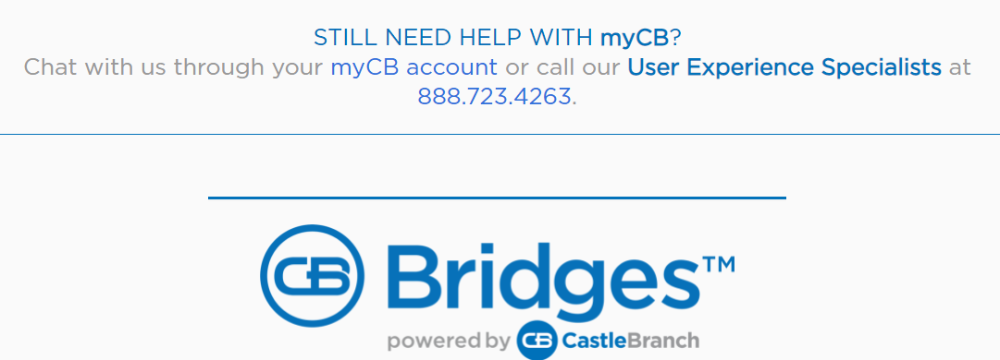 STILL NEED HELP WITH myCB?
Chat with us through your myCB account or call our User Experience Specialists at
888.723.4263.
CB Bridges™
powered by CB CastleBranch